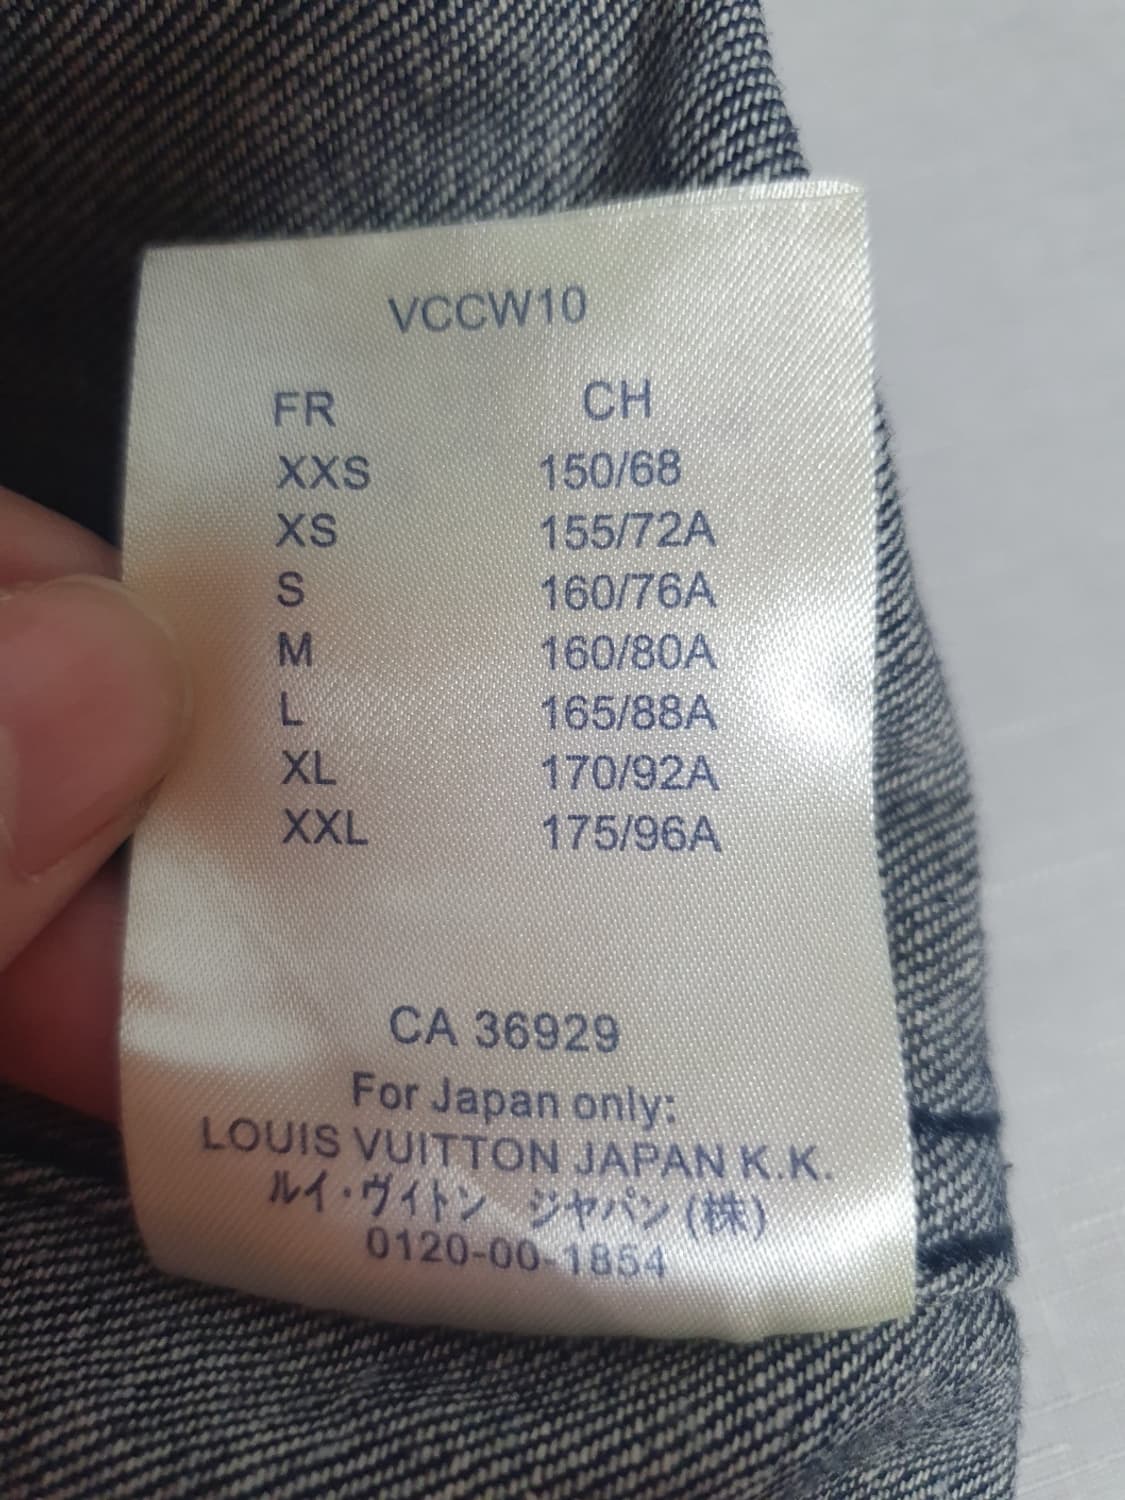 VCCW10
FR CH
XXS 150/68
XS 155/72A
S 160/76A
M 160/80A
L 165/88A
XL 170/92A
XXL 175/96A
CA 36929
For Japan only:
LOUIS VUITTON JAPAN K.K.
ルイ・ヴィトン ジャパン (株)
0120-00-1854